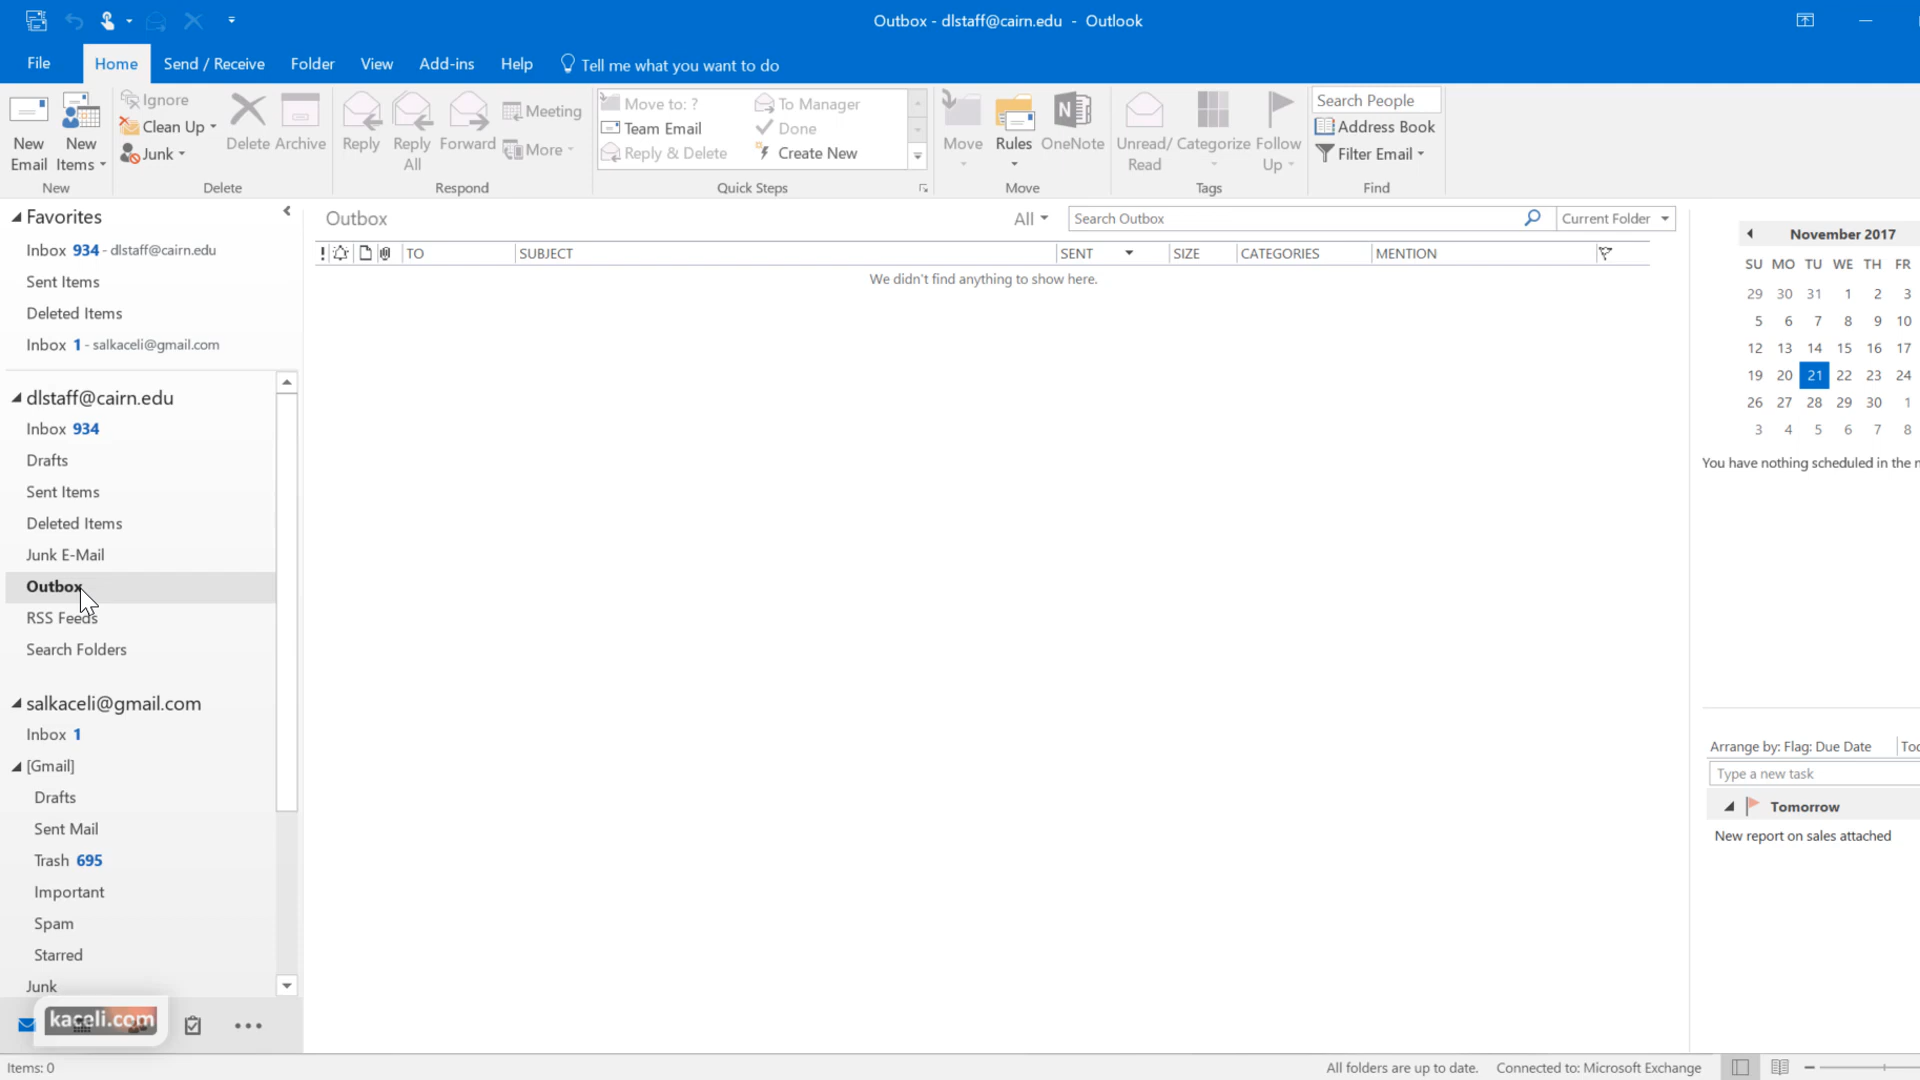 Outbox - dlstaff@cairn.edu - Outlook
File Home Send / Receive Folder View Add-ins Help Tell me what you want to do
New Email
New Items
New
Ignore
Clean Up
Junk
Delete
Archive
Delete
Reply
Reply All
Forward
Meeting
More
Respond
Move to: ?
Team Email
Reply & Delete
To Manager
Done
Create New
Quick Steps
Move
Rules
OneNote
Move
Unread/ Read
Categorize
Follow Up
Tags
Search People
Address Book
Filter Email
Find
Favorites
Inbox 934 - dlstaff@cairn.edu
Sent Items
Deleted Items
Inbox 1 - salkaceli@gmail.com
dlstaff@cairn.edu
Inbox 934
Drafts
Sent Items
Deleted Items
Junk E-Mail
Outbox
RSS Feeds
Search Folders
salkaceli@gmail.com
Inbox 1
[Gmail]
Drafts
Sent Mail
Trash 695
Important
Spam
Starred
Junk
kaceli.com
Outbox
All
Search Outbox
Current Folder
! TO SUBJECT SENT SIZE CATEGORIES MENTION
We didn't find anything to show here.
November 2017
SU MO TU WE TH FR
29 30 31 1 2 3
5 6 7 8 9 10
12 13 14 15 16 17
19 20 21 22 23 24
26 27 28 29 30 1
3 4 5 6 7 8
You have nothing scheduled in the
Arrange by: Flag: Due Date
Type a new task
Tomorrow
New report on sales attached
Items: 0
All folders are up to date. Connected to: Microsoft Exchange